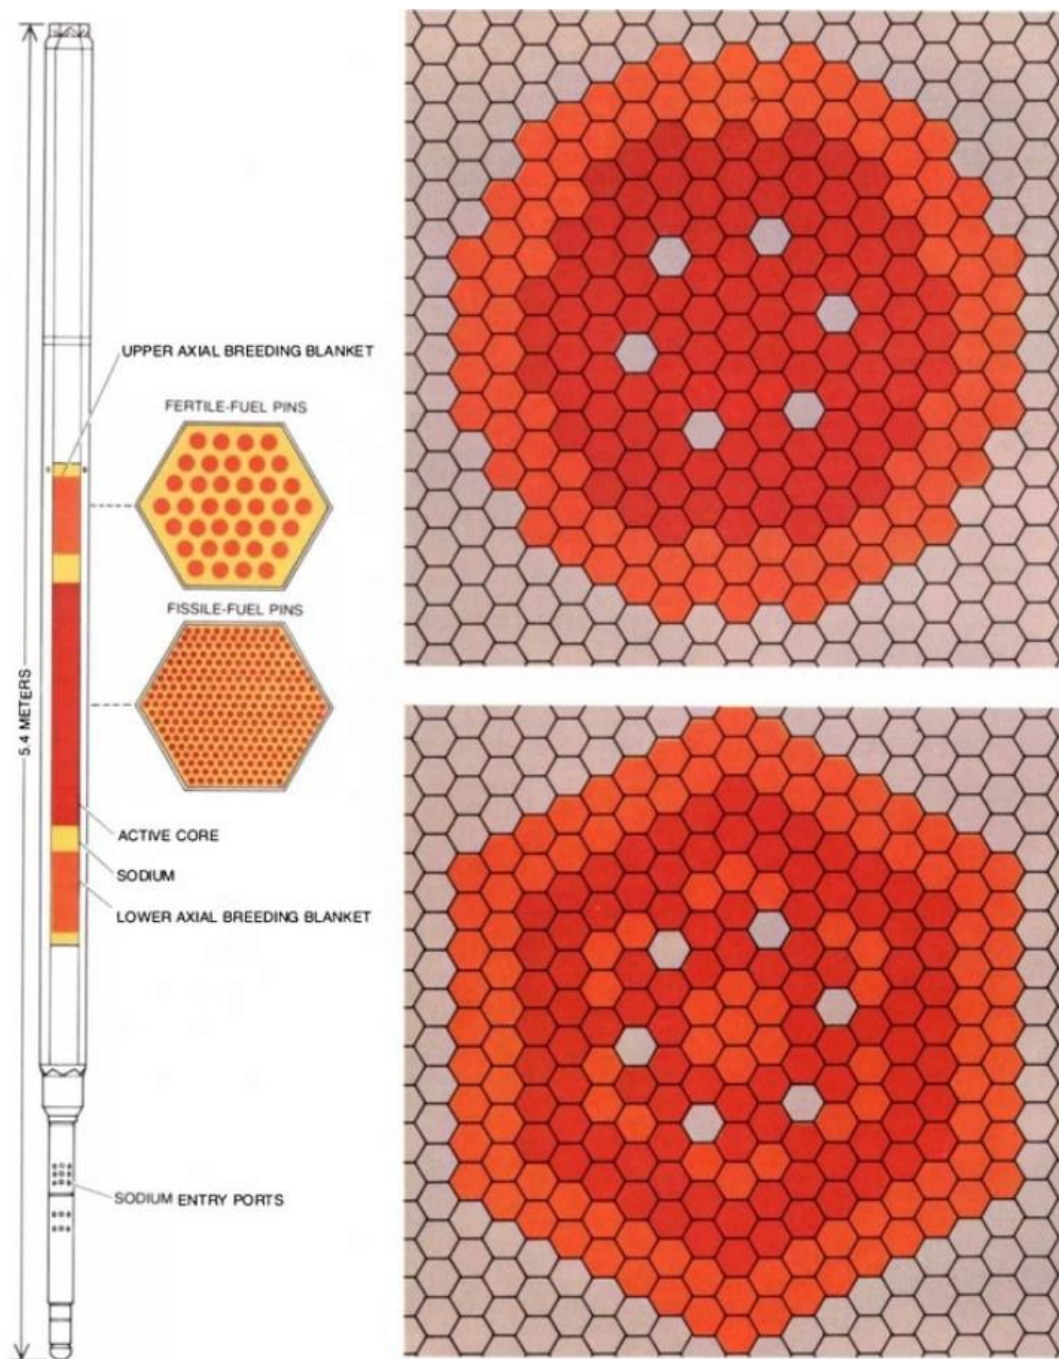 UPPER AXIAL BREEDING BLANKET
FERTILE-FUEL PINS
FISSILE-FUEL PINS
5.4 METERS
ACTIVE CORE
SODIUM
LOWER AXIAL BREEDING BLANKET
SODIUM ENTRY PORTS